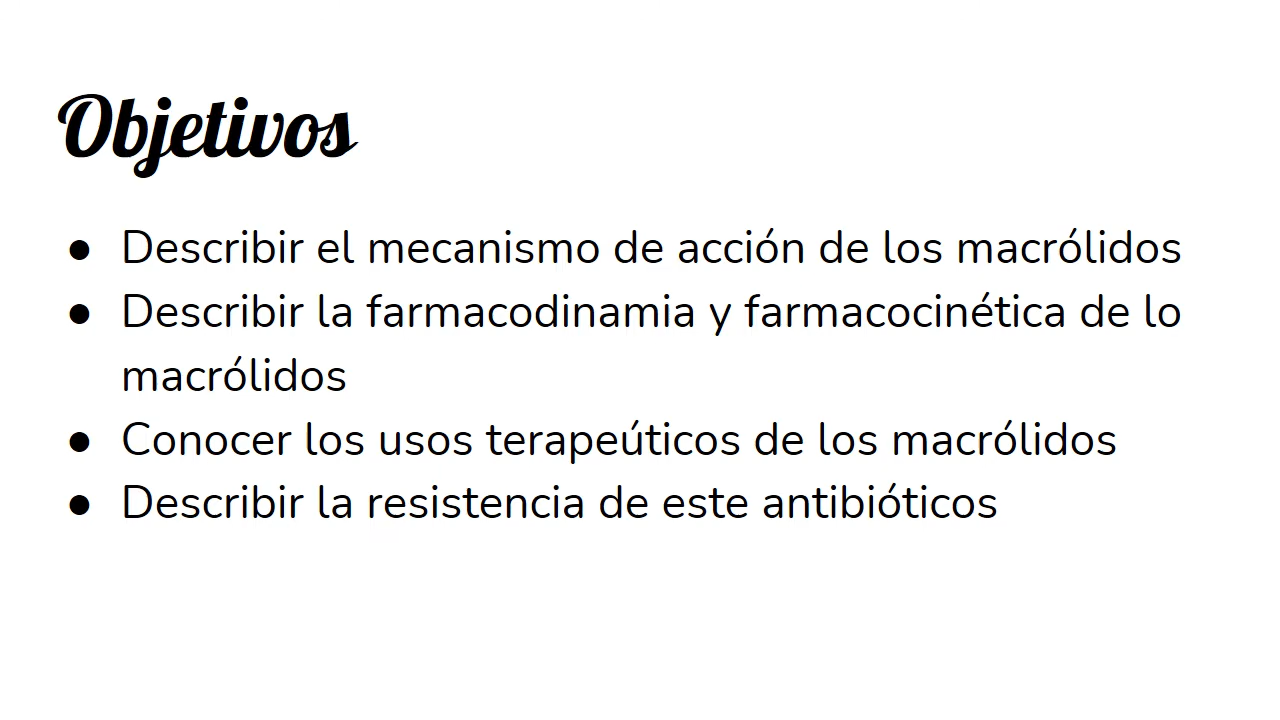 Objetivos
● Describir el mecanismo de acción de los macrólidos
● Describir la farmacodinamia y farmacocinética de lo
macrólidos
● Conocer los usos terapeúticos de los macrólidos
● Describir la resistencia de este antibióticos